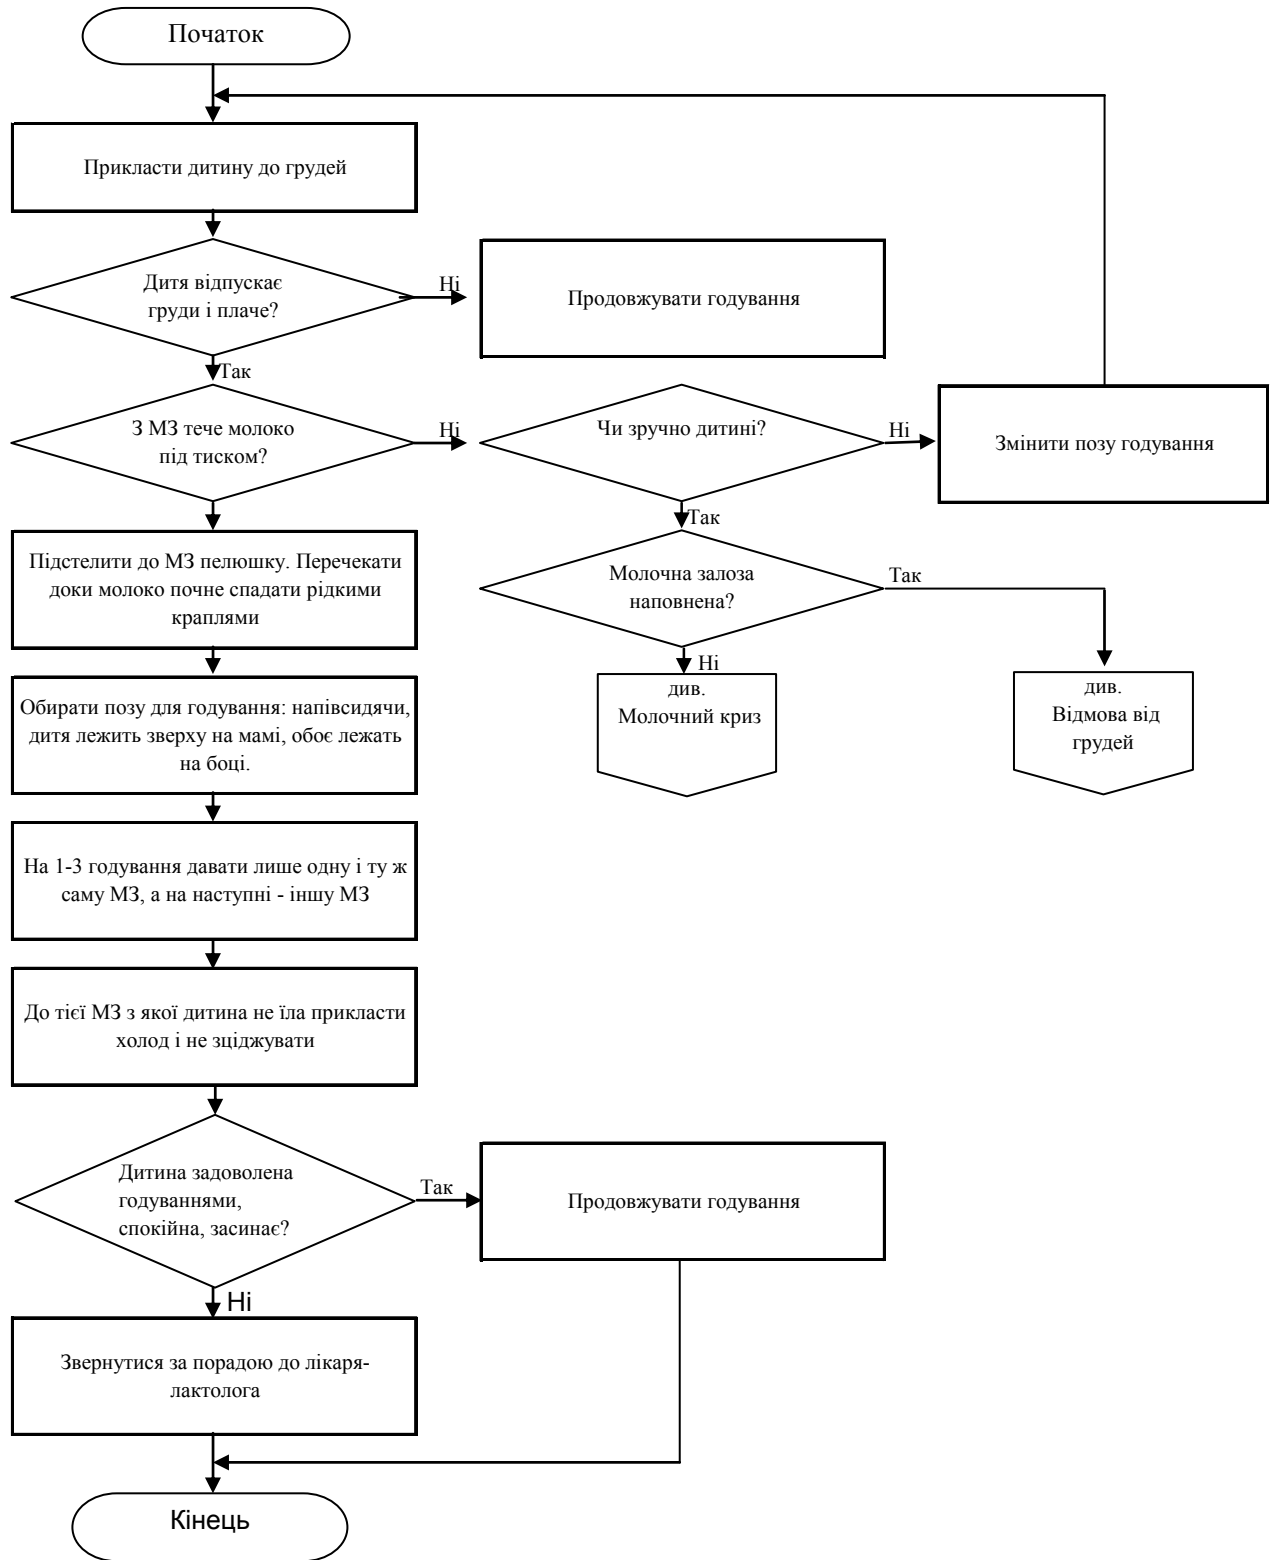 Початок
Прикласти дитину до грудей
Дитя відпускає
груди і плаче?
Ні
Продовжувати годування
Так
З МЗ тече молоко
під тиском?
Ні
Чи зручно дитині?
Ні
Змінити позу годування
Так
Підстелити до МЗ пелюшку. Перечекати
доки молоко почне спадати рідкими
краплями
Молочна залоза
наповнена?
Так
Ні
див.
Молочний криз
див.
Відмова від
грудей
Обирати позу для годування: напівсидячи,
дитя лежить зверху на мамі, обоє лежать
на боці.
На 1-3 годування давати лише одну і ту ж
саму МЗ, а на наступні - іншу МЗ
До тієї МЗ з якої дитина не їла прикласти
холод і не зціджувати
Дитина задоволена
годуваннями,
спокійна, засинає?
Так
Продовжувати годування
Ні
Звернутися за порадою до лікаря-
лактолога
Кінець